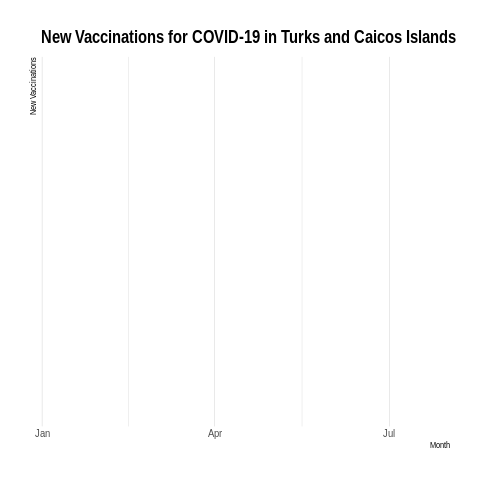 New Vaccinations for COVID-19 in Turks and Caicos Islands
New Vaccinations
Jan
Apr
Jul
Month